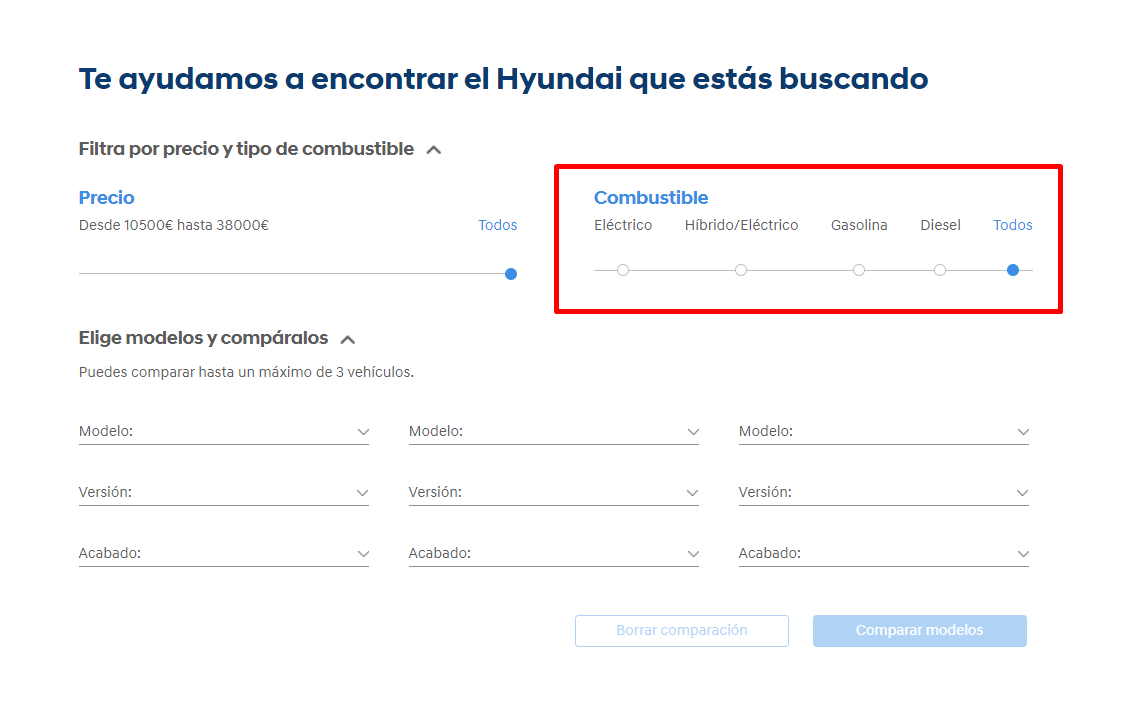 Te ayudamos a encontrar el Hyundai que estás buscando
Filtra por precio y tipo de combustible
Precio
Desde 10500€ hasta 38000€ Todos
Combustible
Eléctrico Híbrido/Eléctrico Gasolina Diesel Todos
Elige modelos y compáralos
Puedes comparar hasta un máximo de 3 vehículos.
Modelo: Modelo: Modelo:
Versión: Versión: Versión:
Acabado: Acabado: Acabado:
Borrar comparación Comparar modelos